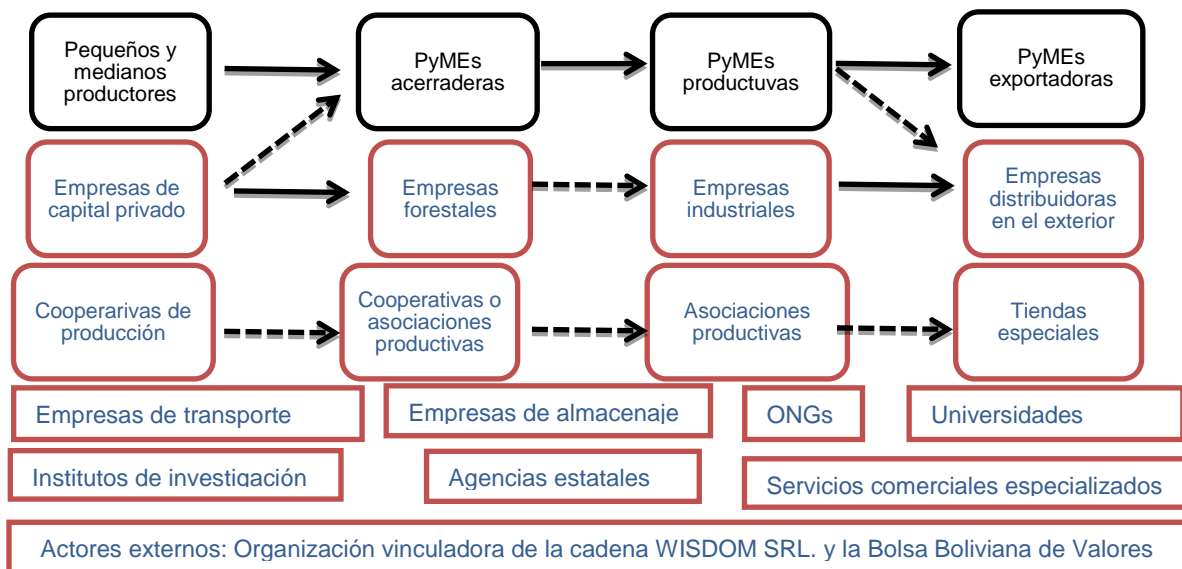 Pequeños y
medianos
productores
PyMEs
acerraderas
PyMEs
productuvas
PyMEs
exportadoras
Empresas de
capital privado
Empresas
forestales
Empresas
industriales
Empresas
distribuidoras
en el exterior
Cooperarivas de
producción
Cooperativas o
asociaciones
productivas
Asociaciones
productivas
Tiendas
especiales
Empresas de transporte
Empresas de almacenaje
ONGs
Universidades
Institutos de investigación
Agencias estatales
Servicios comerciales especializados
Actores externos: Organización vinculadora de la cadena WISDOM SRL. y la Bolsa Boliviana de Valores